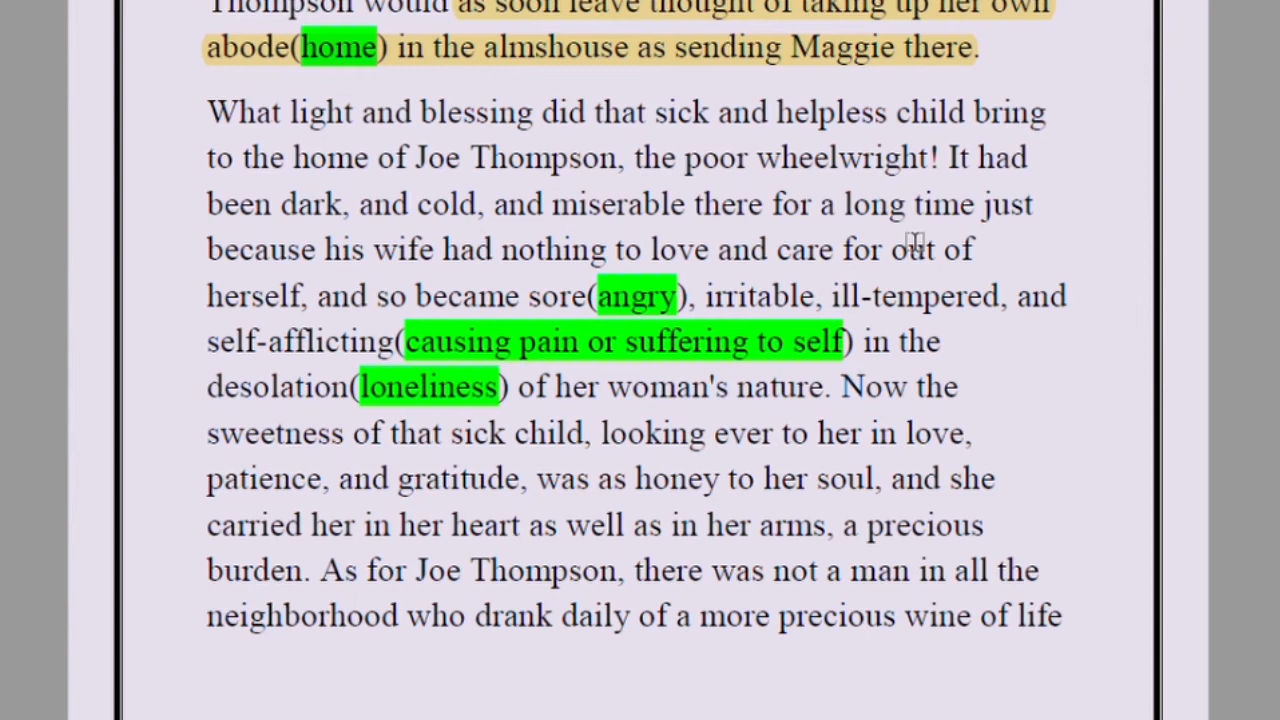 Thompson would as soon leave thought of taking up her own
abode(home) in the almshouse as sending Maggie there.
What light and blessing did that sick and helpless child bring
to the home of Joe Thompson, the poor wheelwright! It had
been dark, and cold, and miserable there for a long time just
because his wife had nothing to love and care for out of
herself, and so became sore(angry), irritable, ill-tempered, and
self-afflicting(causing pain or suffering to self) in the
desolation(loneliness) of her woman's nature. Now the
sweetness of that sick child, looking ever to her in love,
patience, and gratitude, was as honey to her soul, and she
carried her in her heart as well as in her arms, a precious
burden. As for Joe Thompson, there was not a man in all the
neighborhood who drank daily of a more precious wine of life